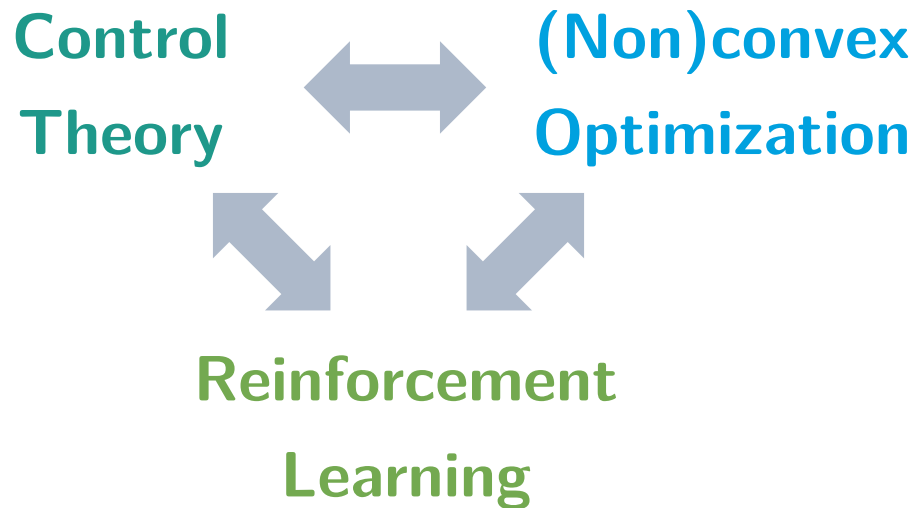 Control
Theory
(Non)convex
Optimization
Reinforcement
Learning